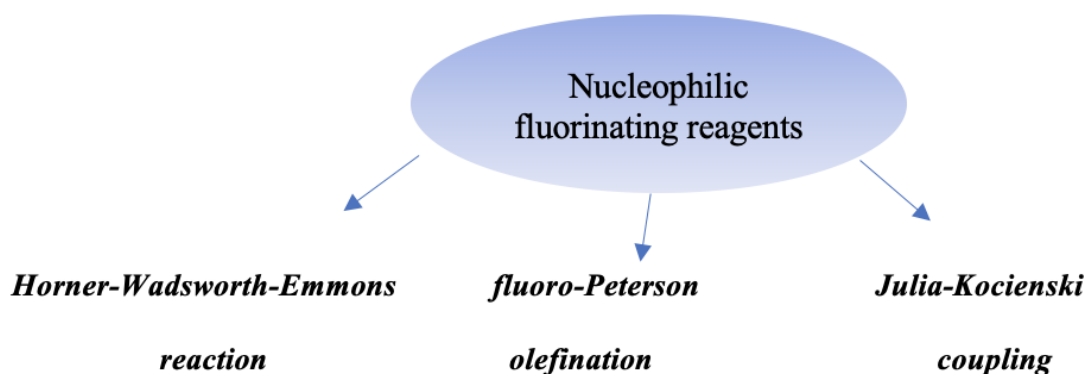 Nucleophilic
fluorinating reagents
Horner-Wadsworth-Emmons
reaction
fluoro-Peterson
olefination
Julia-Kocienski
coupling